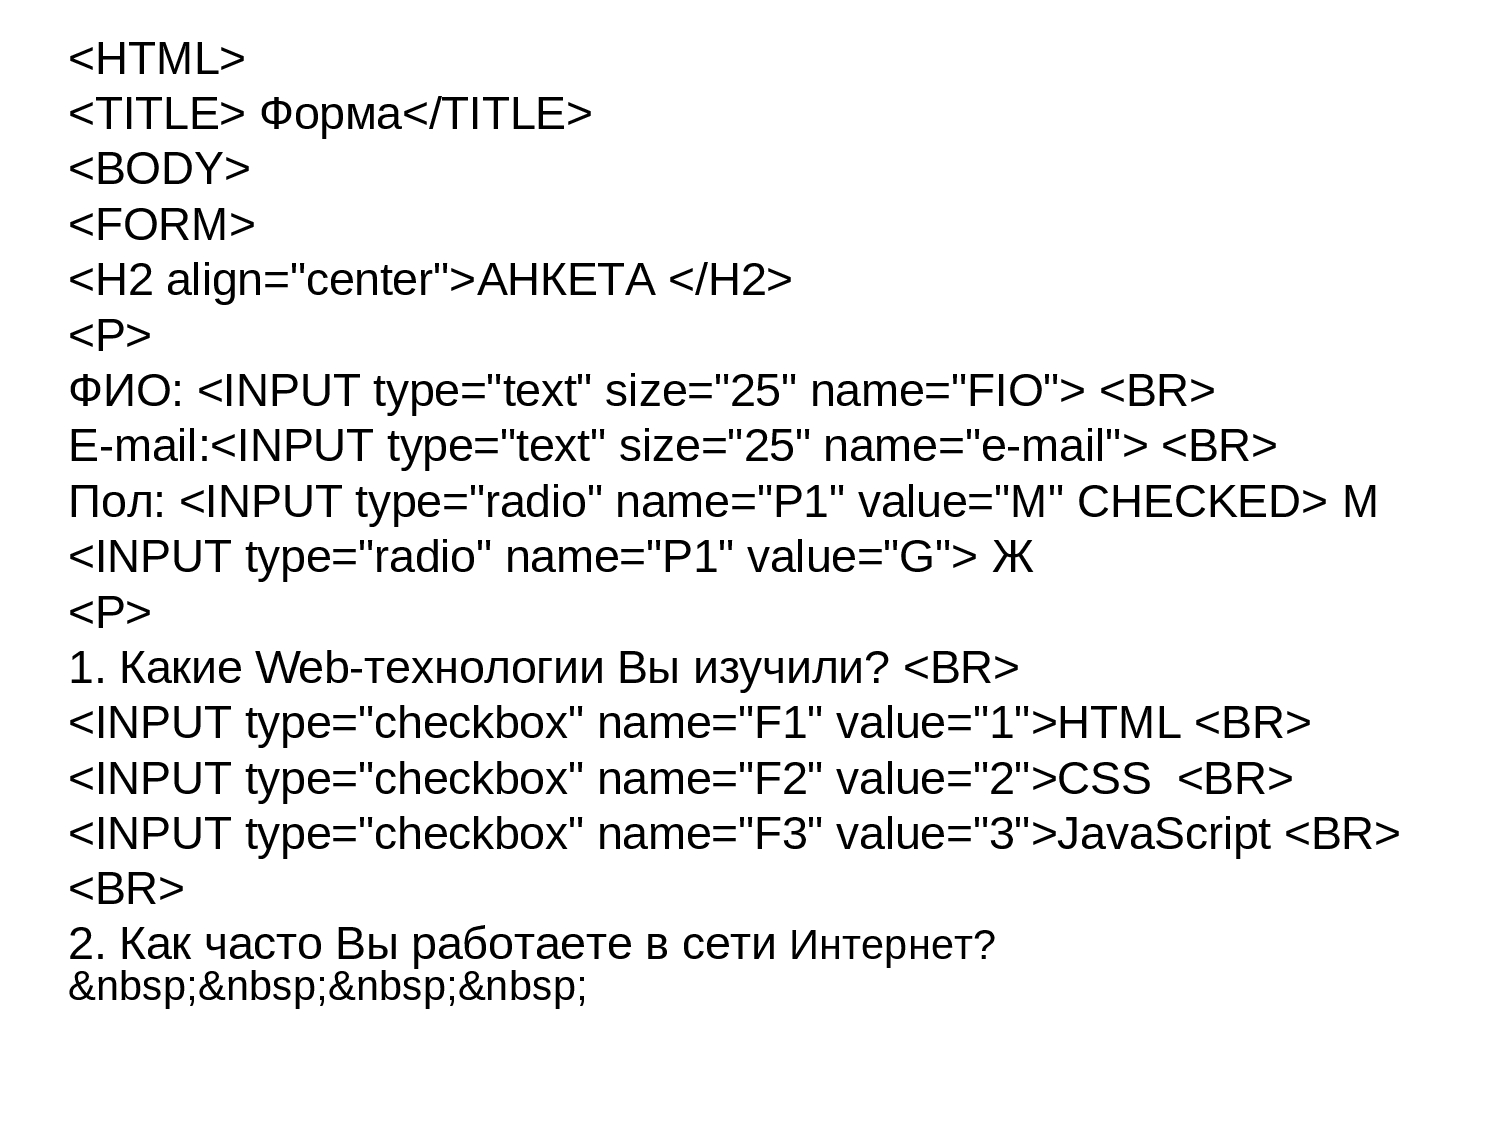 <HTML>
<TITLE> Форма</TITLE>
<BODY>
<FORM>
<H2 align="center">АНКЕТА </H2>
<P>
ФИО: <INPUT type="text" size="25" name="FIO"> <BR>
E-mail:<INPUT type="text" size="25" name="e-mail"> <BR>
Пол: <INPUT type="radio" name="P1" value="M" CHECKED> М
<INPUT type="radio" name="P1" value="G"> Ж
<P>
1. Какие Web-технологии Вы изучили? <BR>
<INPUT type="checkbox" name="F1" value="1">HTML <BR>
<INPUT type="checkbox" name="F2" value="2">CSS  <BR>
<INPUT type="checkbox" name="F3" value="3">JavaScript <BR>
<BR>
2. Как часто Вы работаете в сети Интернет?
&nbsp;&nbsp;&nbsp;&nbsp;